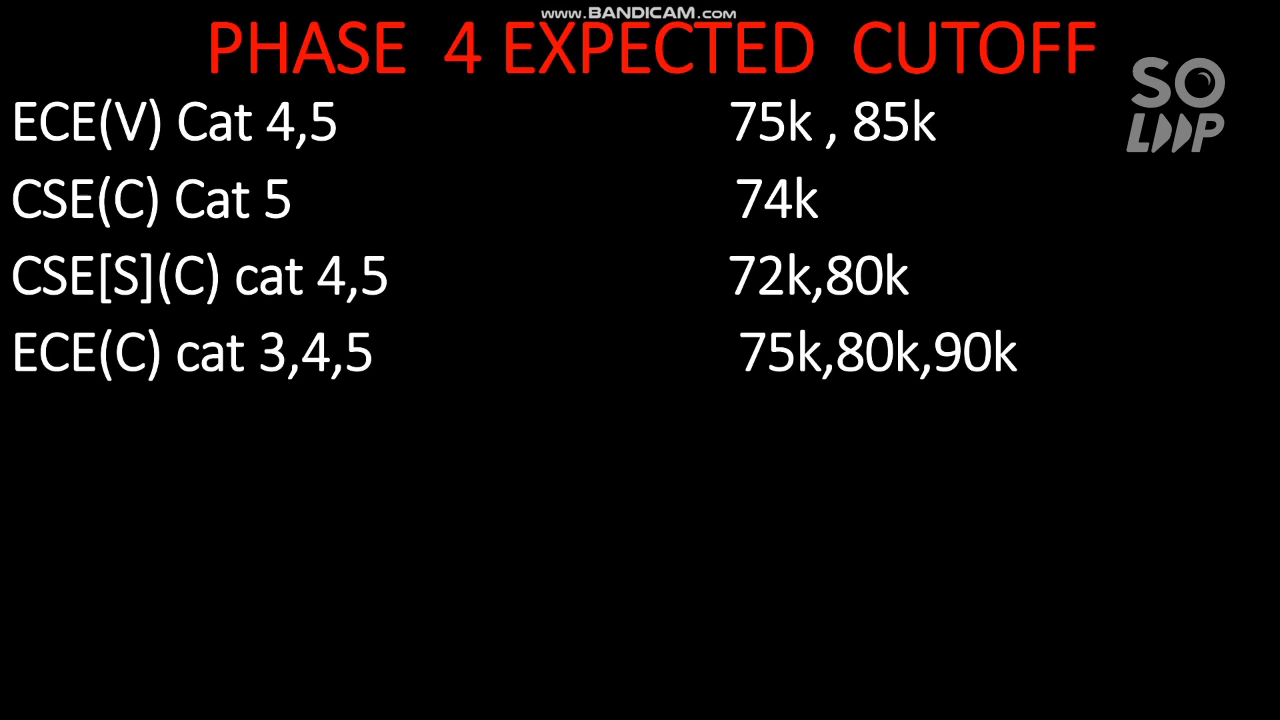 www.BANDICAM.com
PHASE 4 EXPECTED CUTOFF
SO
LOOP
ECE(V) Cat 4,5 75k , 85k
CSE(C) Cat 5 74k
CSE[S](C) cat 4,5 72k,80k
ECE(C) cat 3,4,5 75k,80k,90k